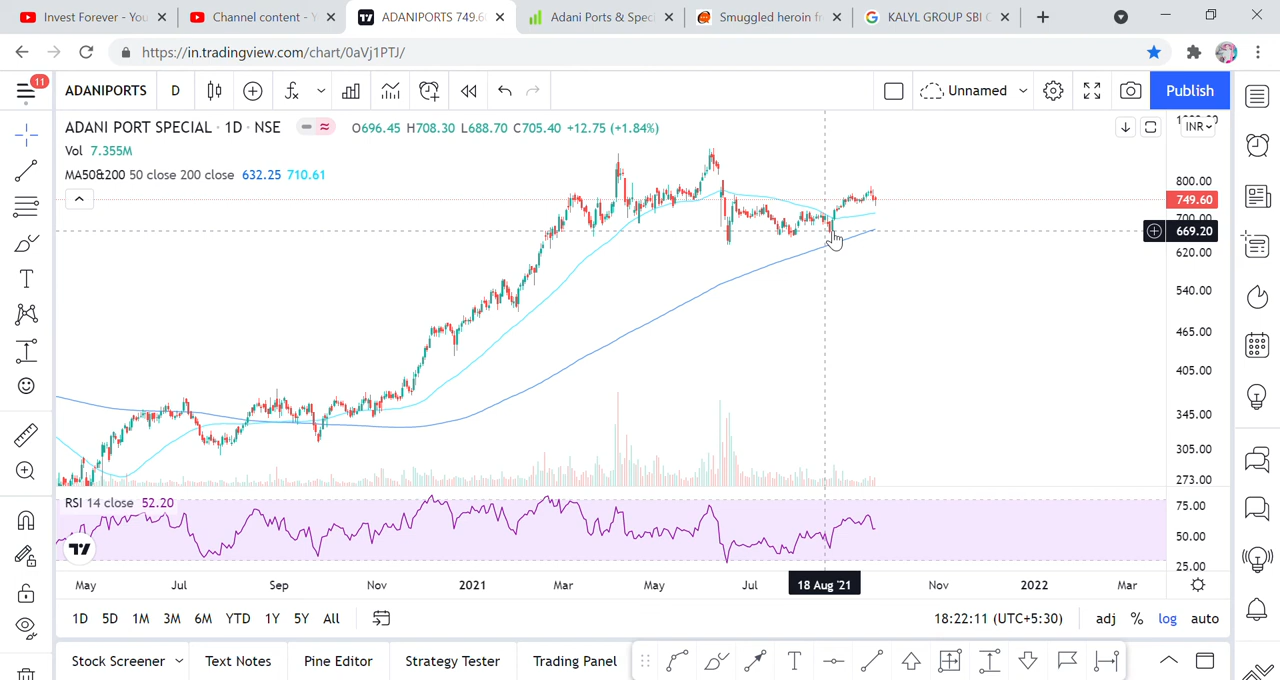 Invest Forever - You
Channel content - Y
ADANIPORTS 749.6
Adani Ports & Speci
Smuggled heroin fr
KALYL GROUP SBI C
https://in.tradingview.com/chart/0aVj1PTJ/
11
ADANIPORTS D
Unnamed
Publish
ADANI PORT SPECIAL · 1D · NSE O696.45 H708.30 L688.70 C705.40 +12.75 (+1.84%)
INR
Vol 7.355M
MA50&200 50 close 200 close 632.25 710.61
800.00
749.60
700.00
669.20
620.00
540.00
465.00
405.00
345.00
305.00
273.00
RSI 14 close 52.20
75.00
50.00
25.00
May Jul Sep Nov 2021 Mar May Jul 18 Aug '21 Nov 2022 Mar
1D 5D 1M 3M 6M YTD 1Y 5Y All 18:22:11 (UTC+5:30) adj % log auto
Stock Screener Text Notes Pine Editor Strategy Tester Trading Panel